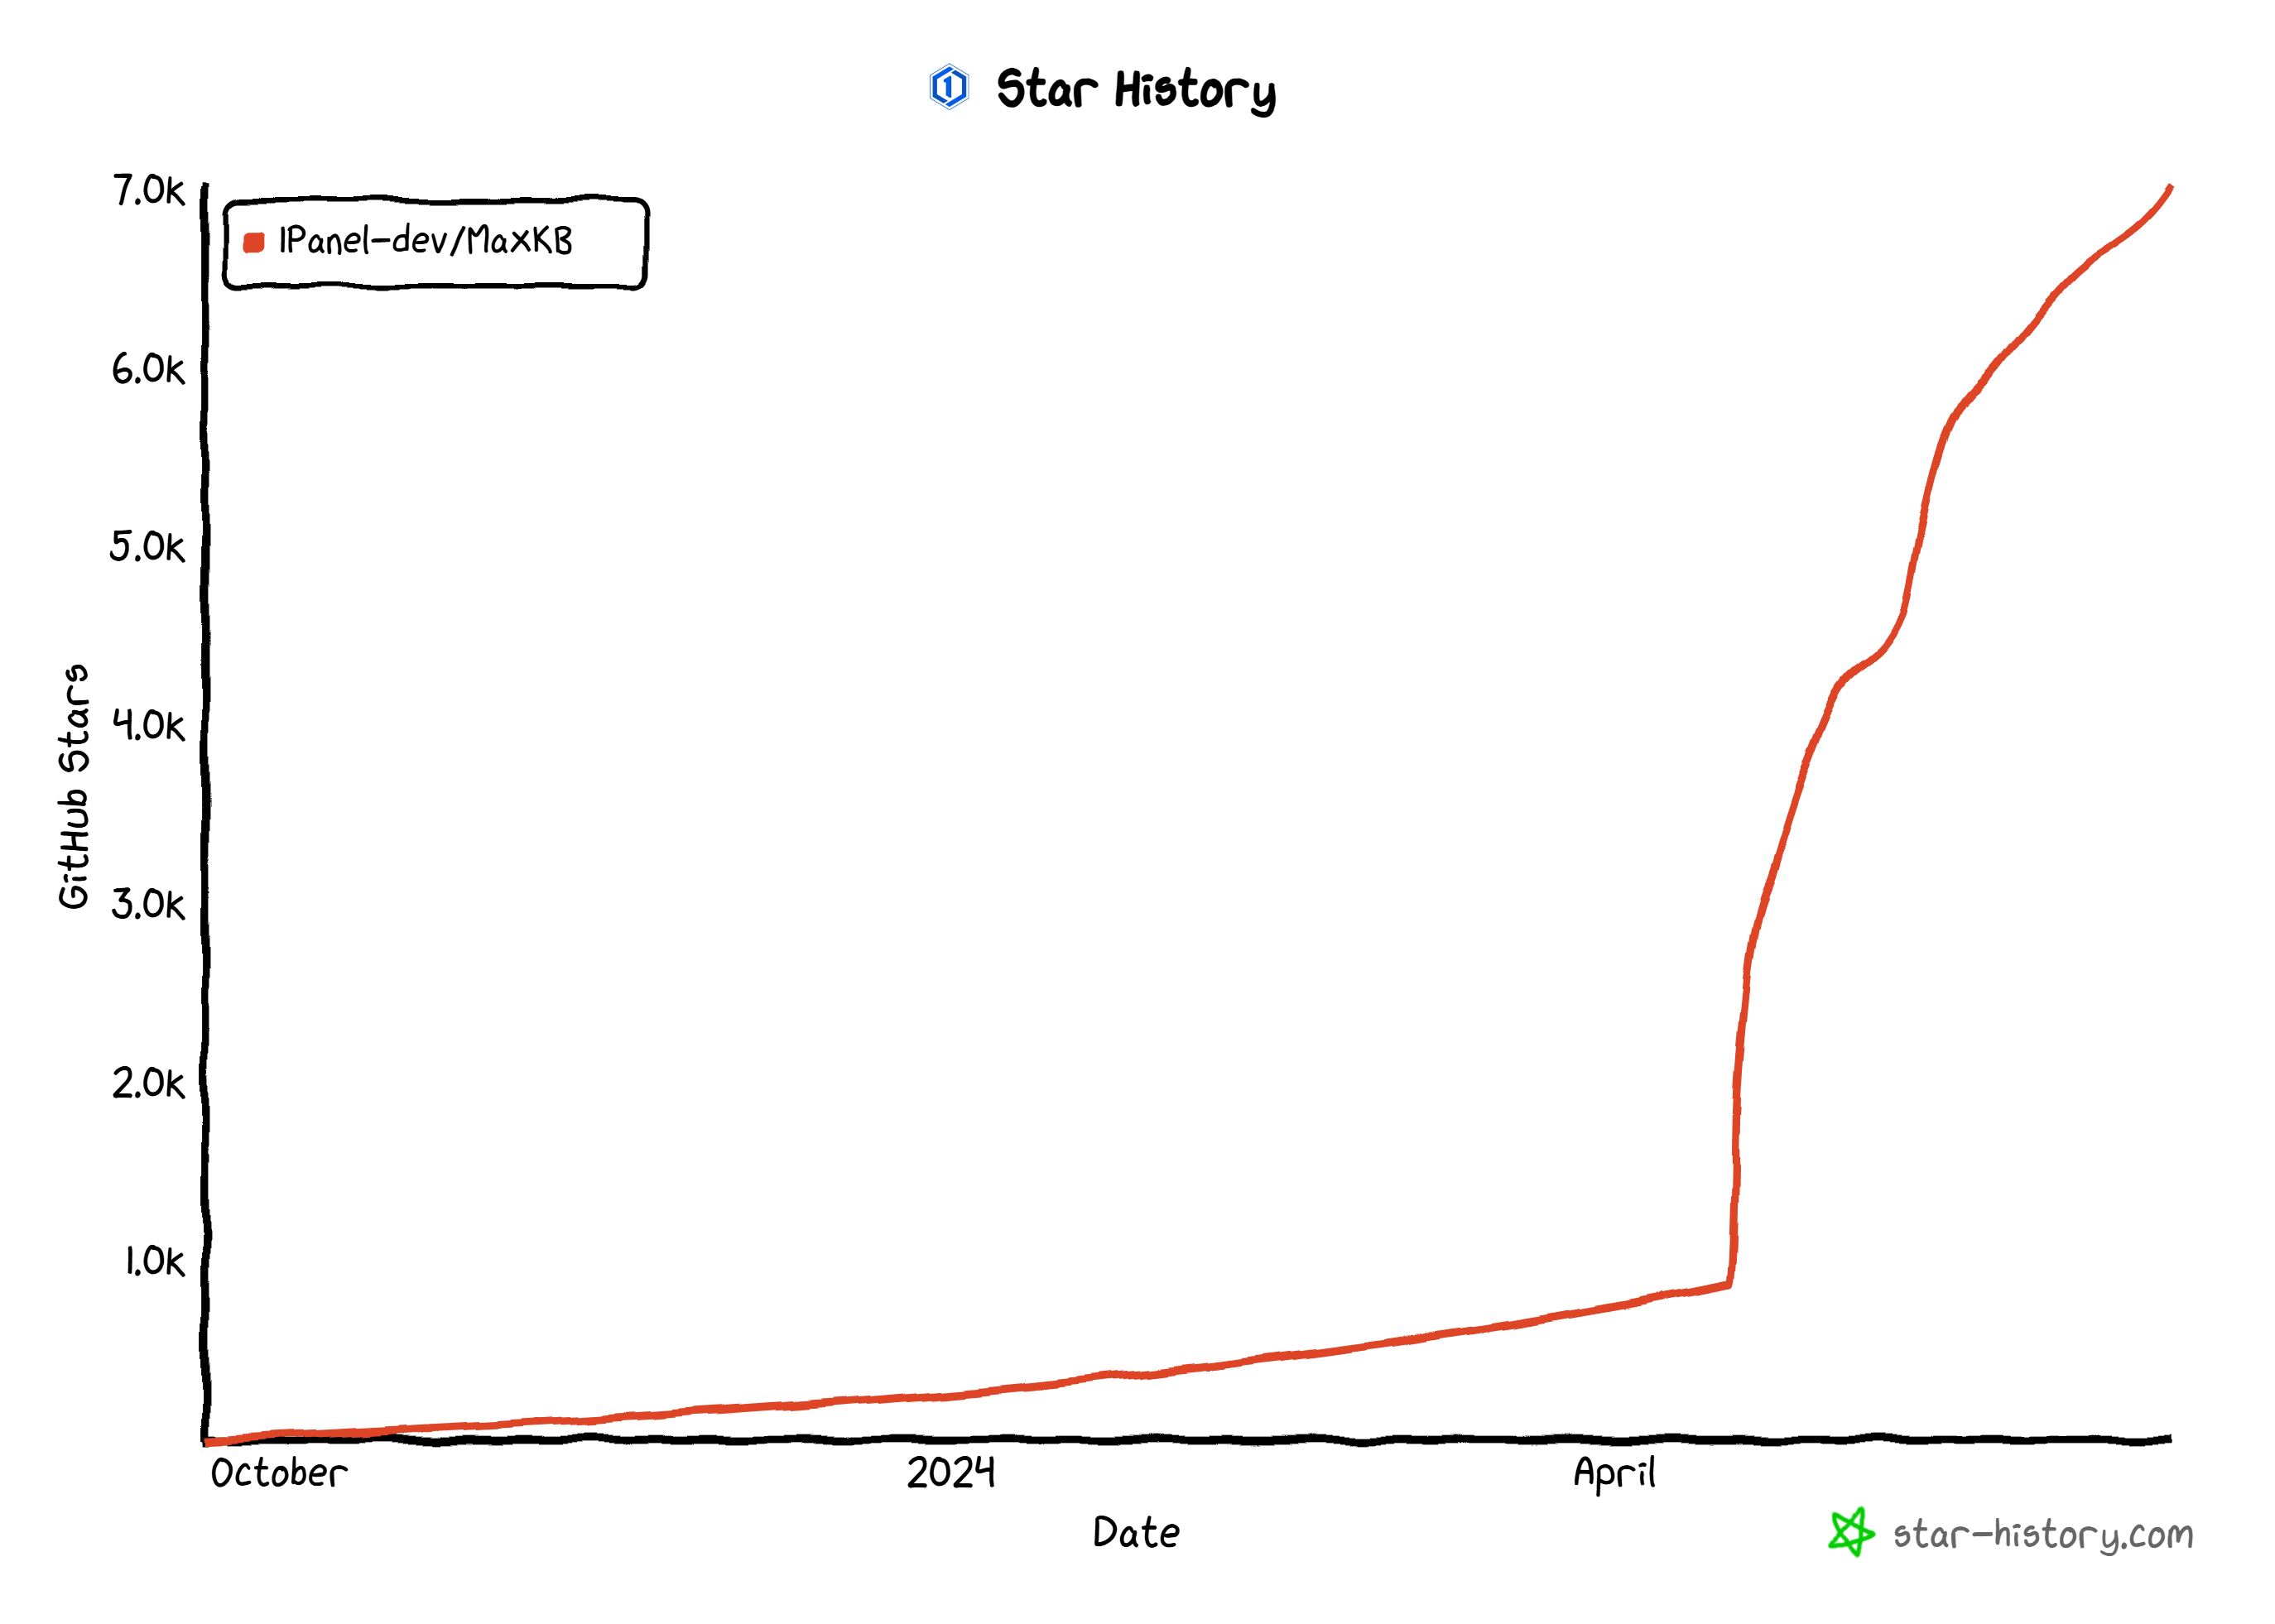 Star History
7.0K
1Panel-dev/MaxKB
6.0K
5.0K
4.0K
3.0K
2.0K
1.0K
GitHub Stars
October
2024
April
Date
star-history.com